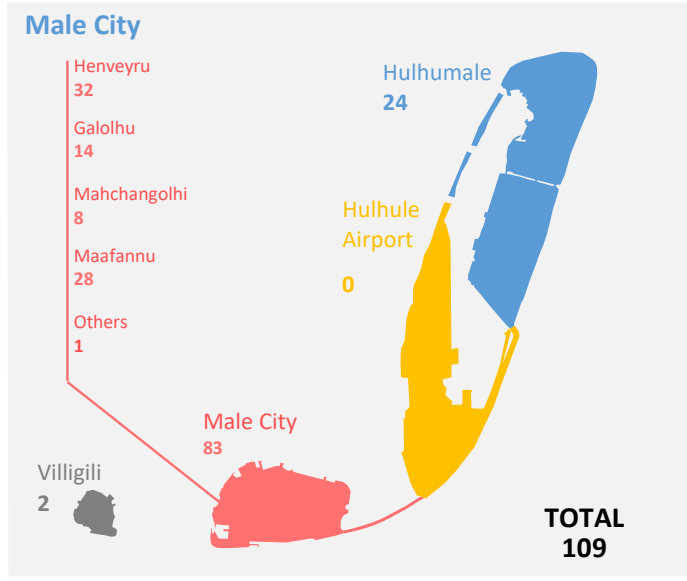 Male City
Henveyru
32
Galolhu
14
Mahchangolhi
8
Maafannu
28
Others
1
Hulhumale
24
Hulhule
Airport
0
Male City
83
Villigili
2
TOTAL
109